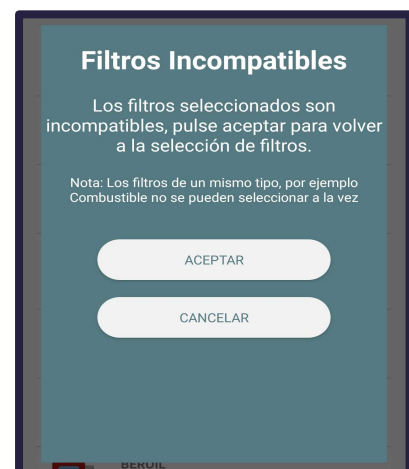 Filtros Incompatibles
Los filtros seleccionados son
incompatibles, pulse aceptar para volver
a la selección de filtros.
Nota: Los filtros de un mismo tipo, por ejemplo
Combustible no se pueden seleccionar a la vez
ACEPTAR
CANCELAR
BEROIL